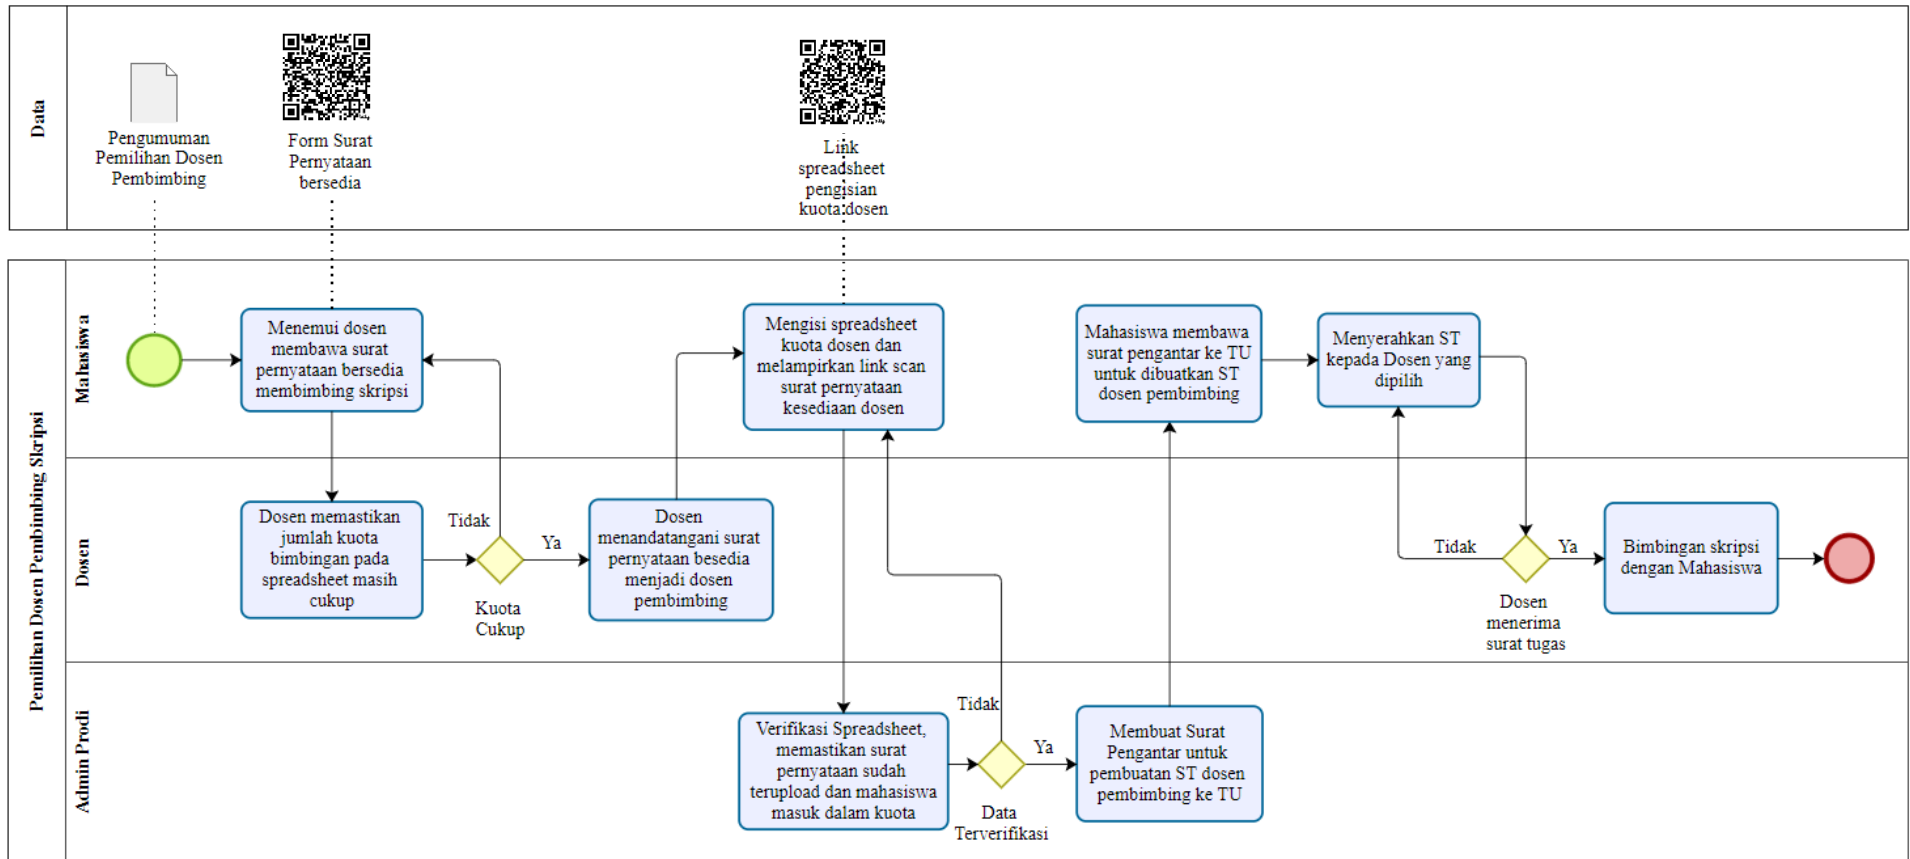 Data
Pengumuman
Pemilihan Dosen
Pembimbing
Form Surat
Pernyataan
bersedia
Link
spreadsheet
pengisian
kuota dosen
Pemilihan Dosen Pembimbing Skripsi
Mahasiswa
Menemui dosen
membawa surat
pernyataan bersedia
membimbing skripsi
Mengisi spreadsheet
kuota dosen dan
melampirkan link scan
surat pernyataan
kesediaan dosen
Mahasiswa membawa
surat pengantar ke TU
untuk dibuatkan ST
dosen pembimbing
Menyerahkan ST
kepada Dosen yang
dipilih
Dosen
Dosen memastikan
jumlah kuota
bimbingan pada
spreadsheet masih
cukup
Tidak
Ya
Kuota
Cukup
Dosen
menandatangani surat
pernyataan besedia
menjadi dosen
pembimbing
Tidak
Ya
Dosen
menerima
surat tugas
Bimbingan skripsi
dengan Mahasiswa
Admin Prodi
Verifikasi Spreadsheet,
memastikan surat
pernyataan sudah
terupload dan mahasiswa
masuk dalam kuota
Tidak
Ya
Data
Terverifikasi
Membuat Surat
Pengantar untuk
pembuatan ST dosen
pembimbing ke TU